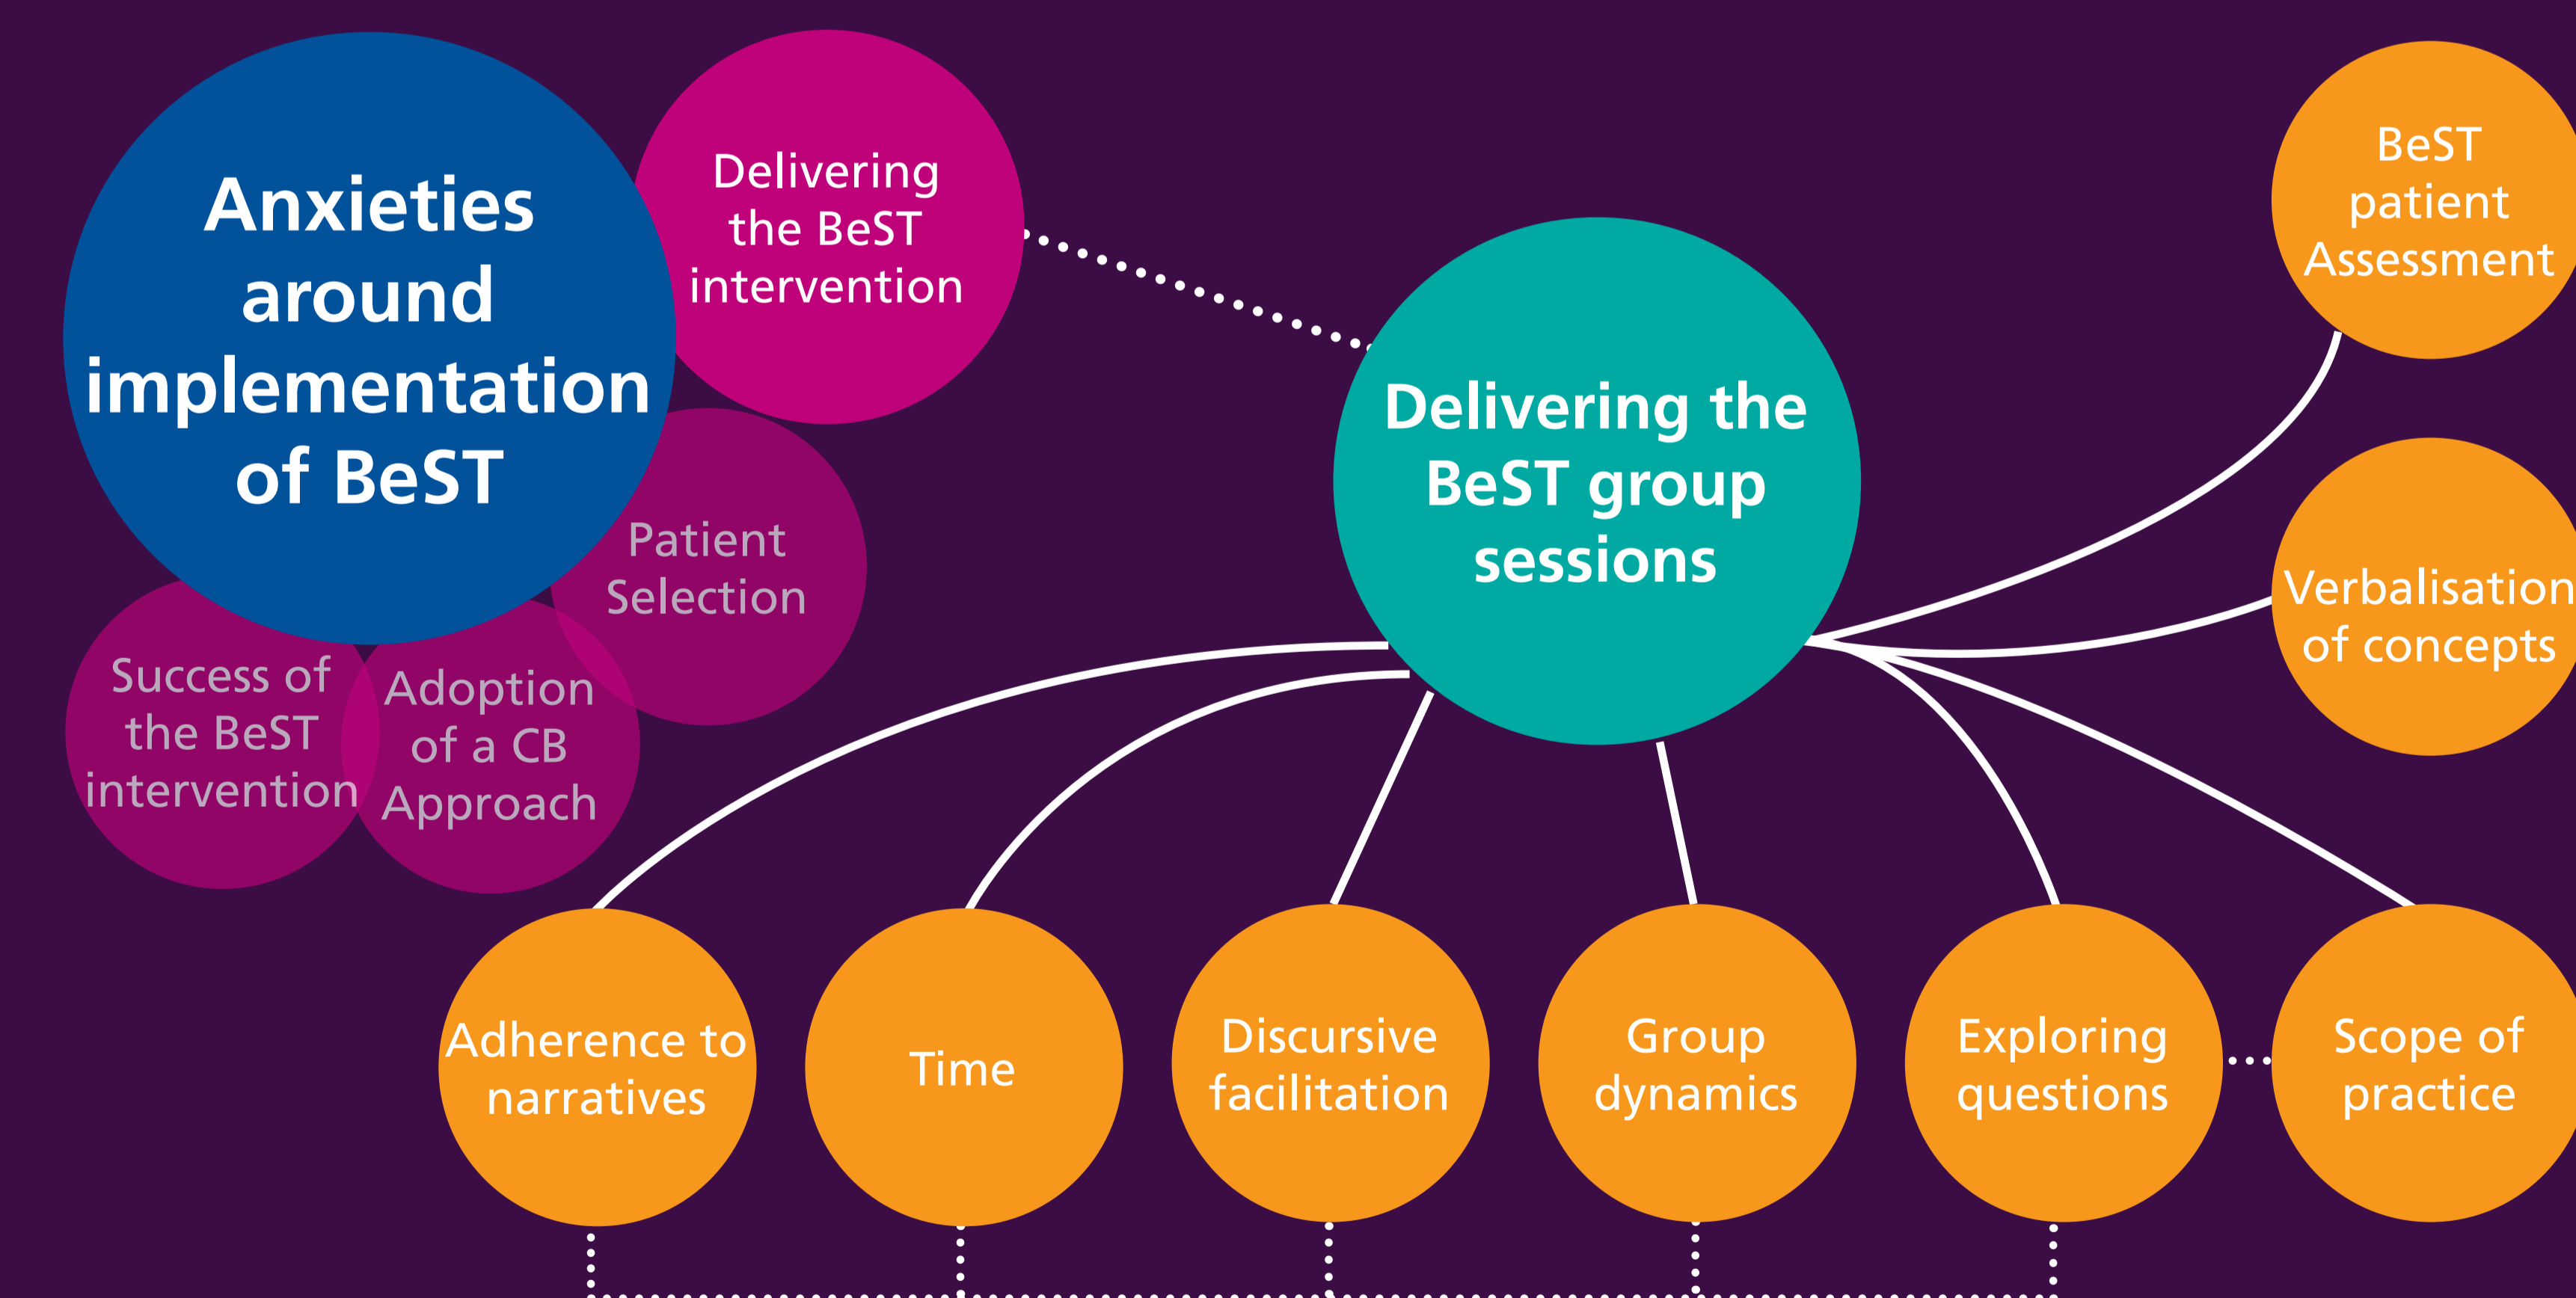 Anxieties
around
implementation
of BeST
Delivering
the BeST
intervention
Patient
Selection
Adoption
of a CB
Approach
Success of
the BeST
intervention
Delivering the
BeST group
sessions
BeST
patient
Assessment
Verbalisation
of concepts
Adherence to
narratives
Time
Discursive
facilitation
Group
dynamics
Exploring
questions
Scope of
practice